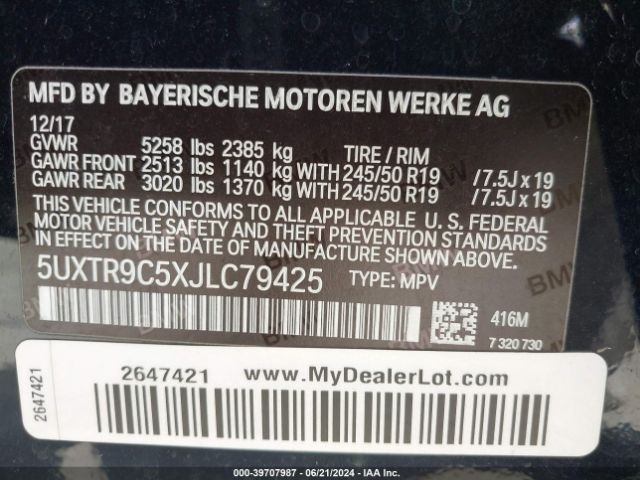 MFD BY BAYERISCHE MOTOREN WERKE AG
12/17
GVWR 5258 lbs 2385 kg TIRE / RIM
GAWR FRONT 2513 lbs 1140 kg WITH 245/50 R19 /7.5J x 19
GAWR REAR 3020 lbs 1370 kg WITH 245/50 R19 /7.5J x 19
THIS VEHICLE CONFORMS TO ALL APPLICABLE U. S. FEDERAL
MOTOR VEHICLE SAFETY AND THEFT PREVENTION STANDARDS
IN EFFECT ON THE DATE OF MANUFACTURE SHOWN ABOVE.
5UXTR9C5XJLC79425 TYPE: MPV
416M
7 320 730
2647421 www.MyDealerLot.com
2647421
000-39707987 - 06/21/2024 - IAA Inc.